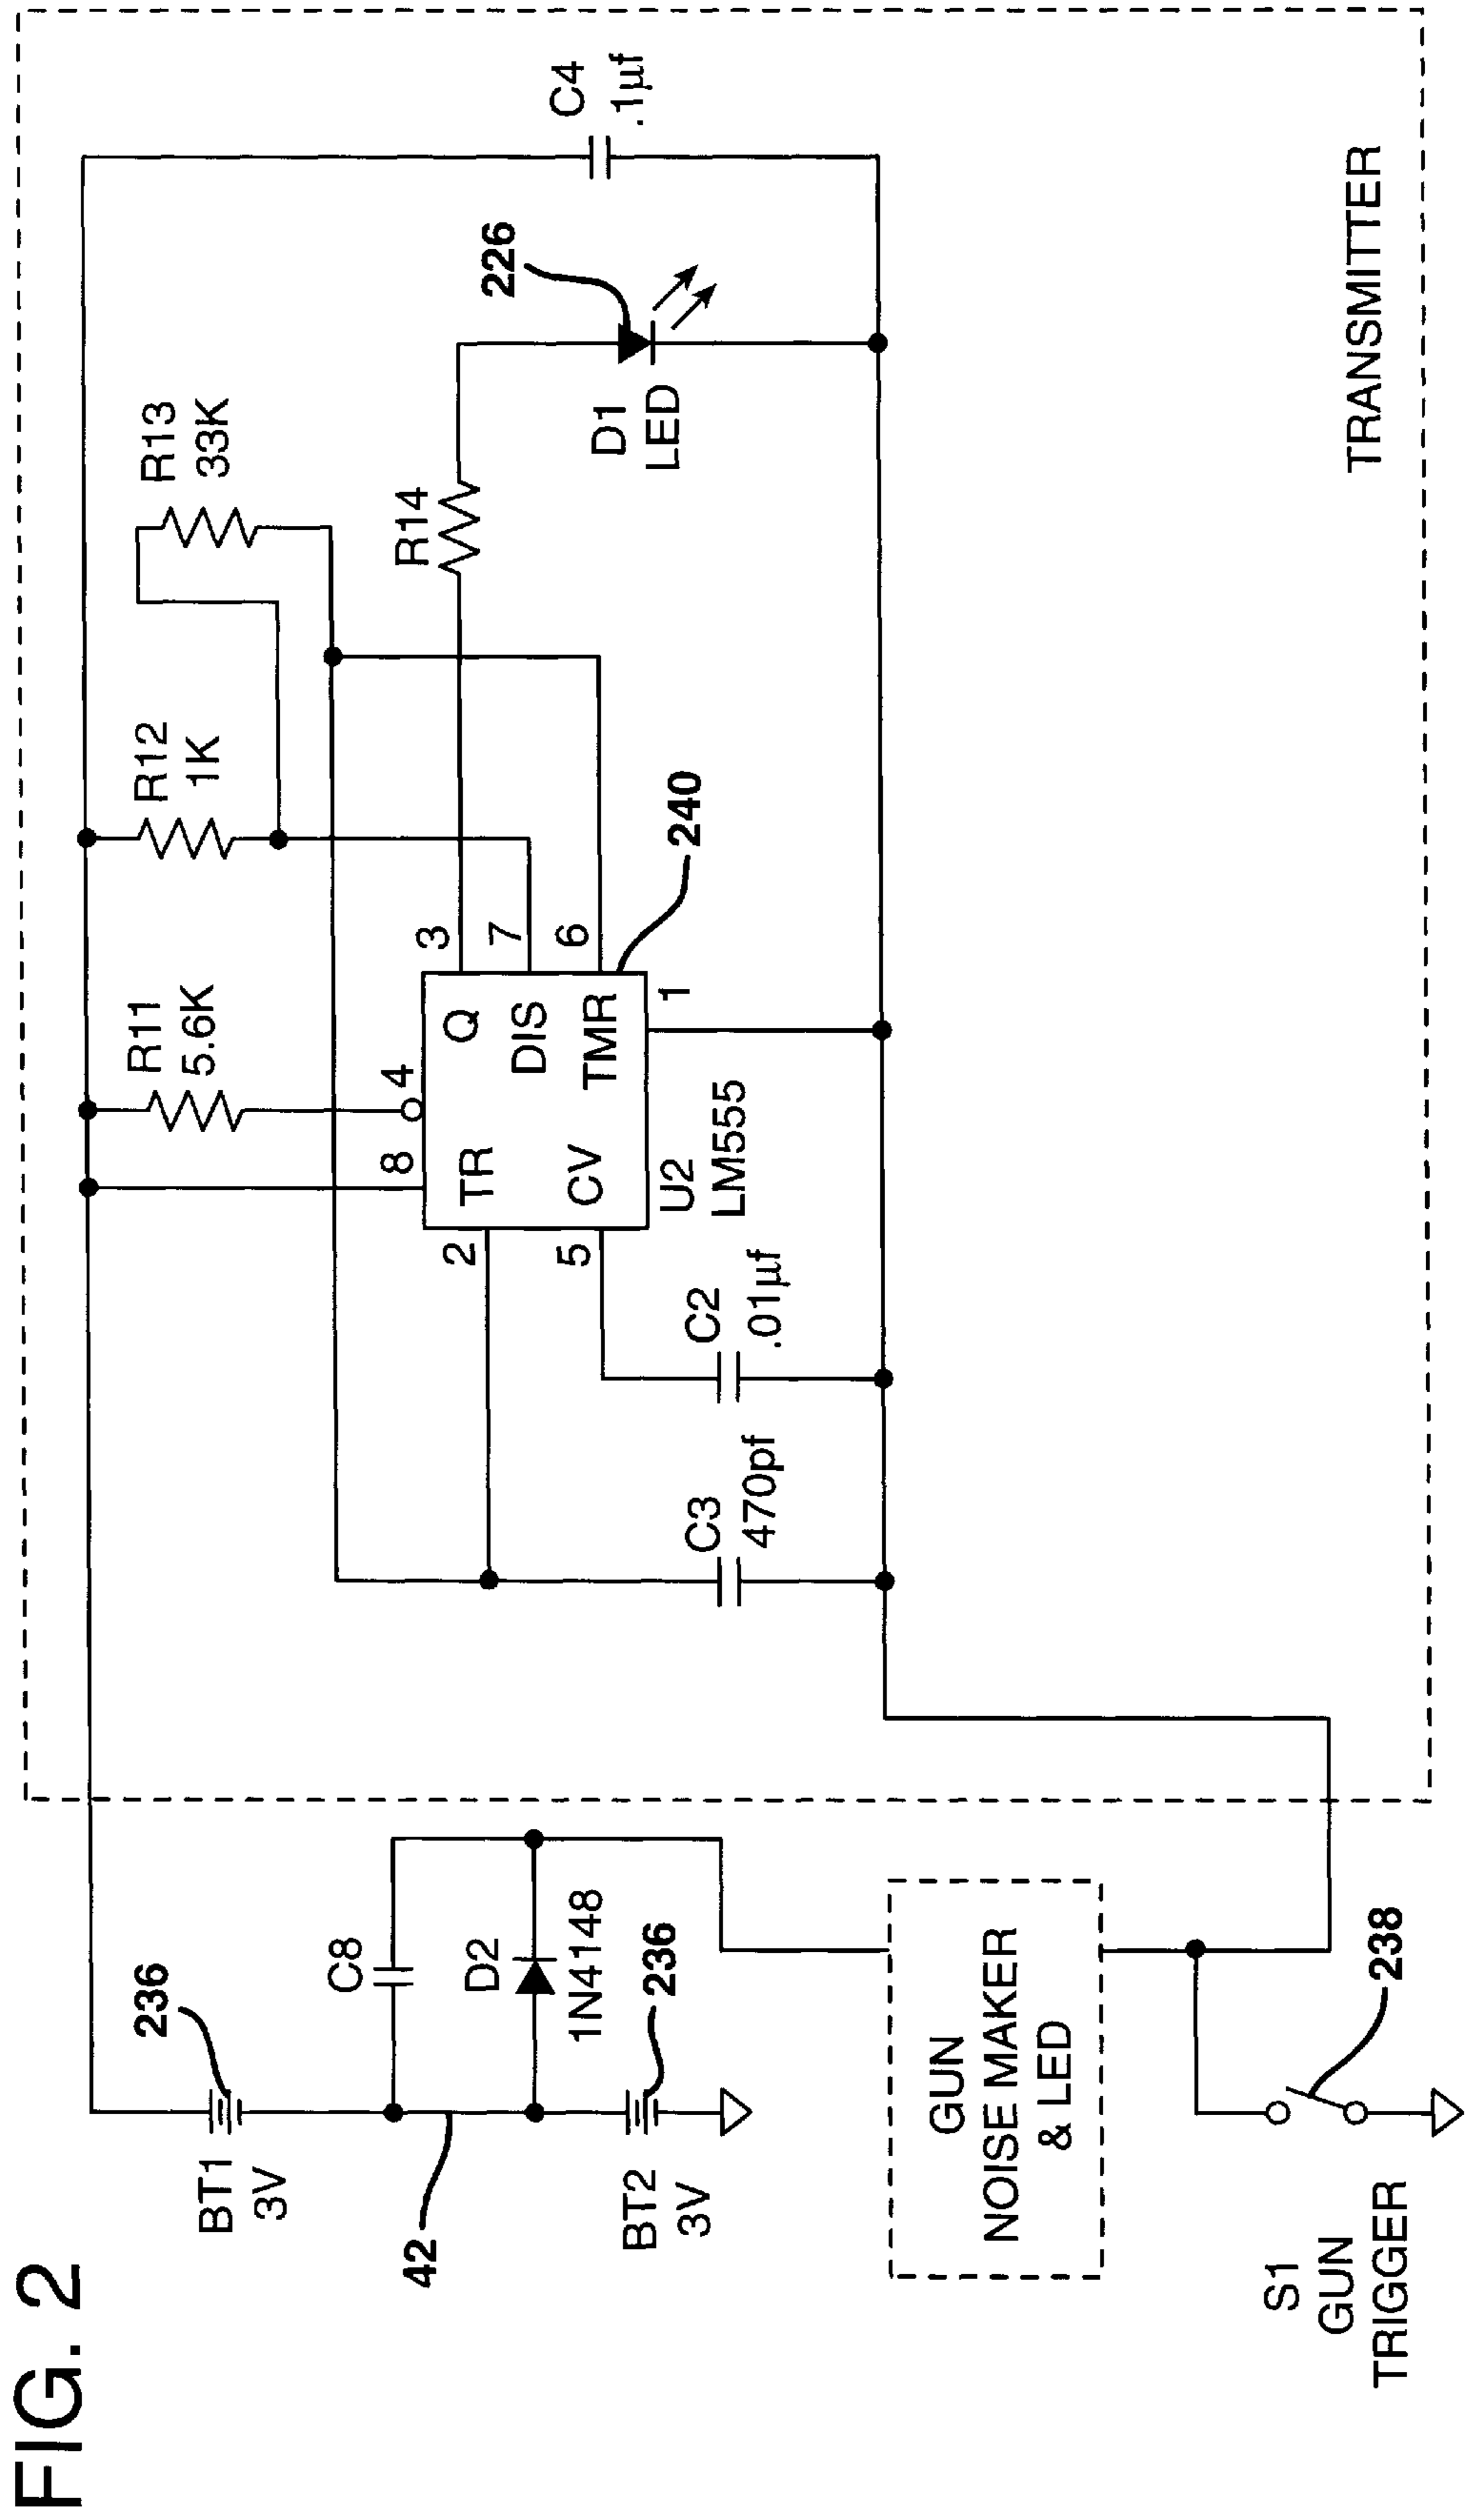 FIG. 2
BT1
3V
236
42
C8
D2
1N4148
BT2
3V
236
GUN
NOISE MAKER
& LED
S1
GUN
TRIGGER
238
R11
5.6K
R12
1K
R13
33K
8
4
2
TR
Q
3
DIS
7
5
CV
TMR
6
1
U2
LM555
240
C3
470pf
C2
.01µf
R14
226
D1
LED
C4
.1µf
TRANSMITTER